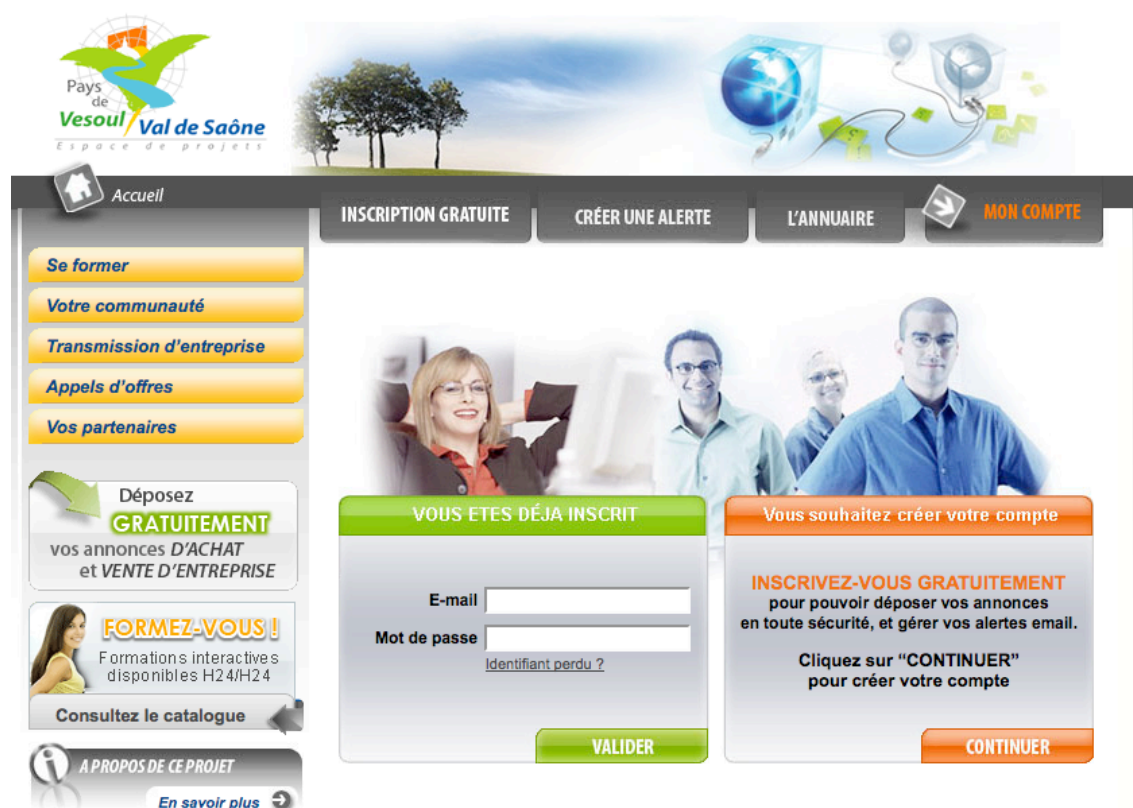 Pays
de
Vesoul Val de Saône
Espace de projets
Accueil
INSCRIPTION GRATUITE
CRÉER UNE ALERTE
L'ANNUAIRE
MON COMPTE
Se former
Votre communauté
Transmission d'entreprise
Appels d'offres
Vos partenaires
Déposez
GRATUITEMENT
vos annonces D'ACHAT
et VENTE D'ENTREPRISE
FORMEZ-VOUS !
Formations interactives
disponibles H24/H24
Consultez le catalogue
A PROPOS DE CE PROJET
En savoir plus
VOUS ETES DÉJA INSCRIT
E-mail
Mot de passe
Identifiant perdu ?
VALIDER
Vous souhaitez créer votre compte
INSCRIVEZ-VOUS GRATUITEMENT
pour pouvoir déposer vos annonces
en toute sécurité, et gérer vos alertes email.
Cliquez sur “CONTINUER”
pour créer votre compte
CONTINUER